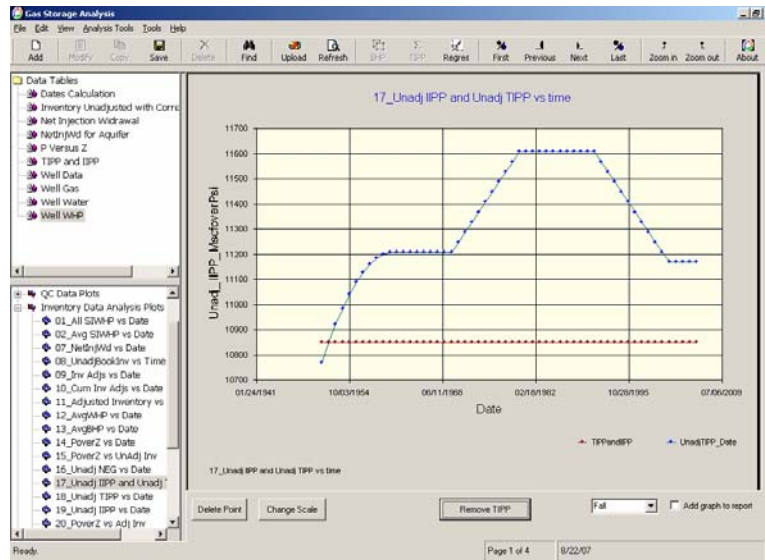 Gas Storage Analysis
File Edit View Analysis Tools Tools Help
Add Modify Copy Save Delete Find Upload Refresh BHP TIPP Regres First Previous Next Last Zoom in Zoom out About
Data Tables
Dates Calculation
Inventory Unadjusted with Corre
Net Injection Widrawal
NetInjWd for Aquifer
P Versus Z
TIPP and IIPP
Well Data
Well Gas
Well Water
Well WHP
QC Data Plots
Inventory Data Analysis Plots
01_All SIWHP vs Date
02_Avg SIWHP vs Date
07_NetInjWd vs Date
08_UnadjBookInv vs Time
09_Inv Adjs vs Date
10_Cum Inv Adjs vs Date
11_Adjusted Inventory vs
12_AvgWHP vs Date
13_AvgBHP vs Date
14_PoverZ vs Date
15_PoverZ vs UnAdj Inv
16_Unadj NEG vs Date
17_Unadj IIPP and Unadj T
18_Unadj TIPP vs Date
19_Unadj IIPP vs Date
20_PoverZ vs Adj Inv
17_Unadj IIPP and Unadj TIPP vs time
Unadj_IIPP_MscfoverPsi
11700
11600
11500
11400
11300
11200
11100
11000
10900
10800
10700
01/24/1941 10/03/1954 06/11/1968 02/18/1982 10/28/1995 07/06/2009
Date
TIPPandIIPP UnadjTIPP_Date
17_Unadj IIPP and Unadj TIPP vs time
Delete Point Change Scale Remove TIPP Fall Add graph to report
Ready. Page 1 of 4 8/22/07